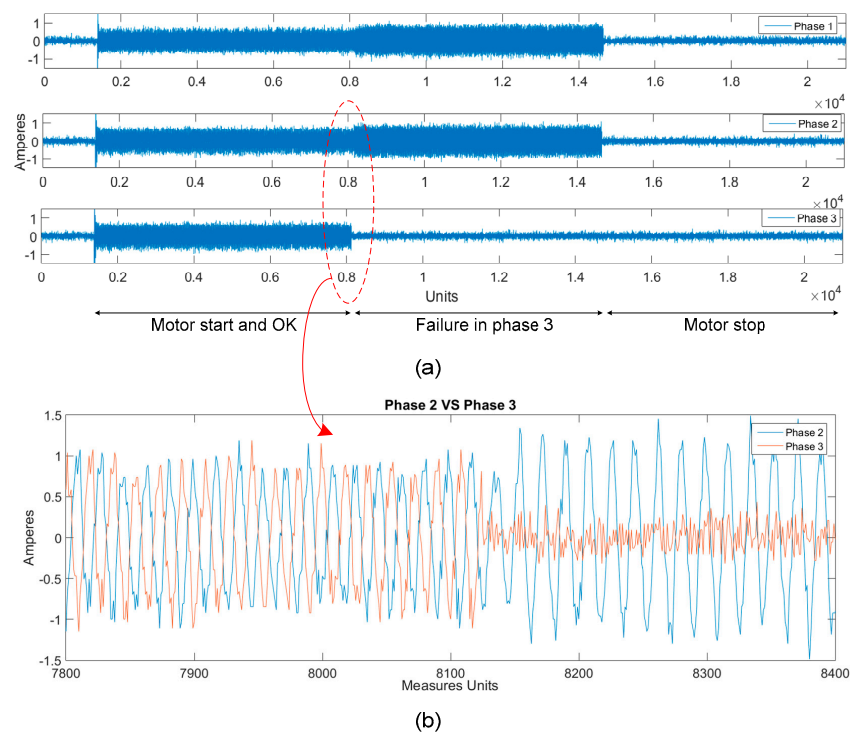 1
0
-1
Phase 1
0 0.2 0.4 0.6 0.8 1 1.2 1.4 1.6 1.8 2
×10⁴
Amperes
1
0
-1
Phase 2
0 0.2 0.4 0.6 0.8 1 1.2 1.4 1.6 1.8 2
×10⁴
1
0
-1
Phase 3
0 0.2 0.4 0.6 0.8 1 1.2 1.4 1.6 1.8 2
×10⁴
Units
Motor start and OK Failure in phase 3 Motor stop
(a)
Phase 2 VS Phase 3
Amperes
1.5
1
0.5
0
-0.5
-1
-1.5
Phase 2
Phase 3
7800 7900 8000 8100 8200 8300 8400
Measures Units
(b)